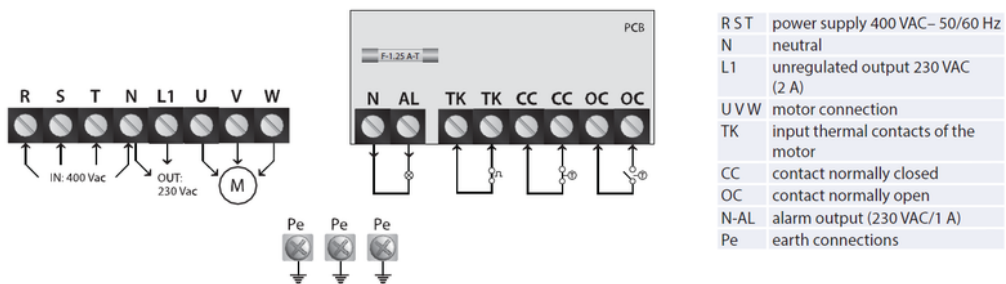 PCB
F-1.25 A-T
R S T N L1 U V W
N AL TK TK CC CC OC OC
IN: 400 Vac
OUT:
230 Vac
M
Pe Pe Pe
R S T power supply 400 VAC– 50/60 Hz
N neutral
L1 unregulated output 230 VAC
(2 A)
U V W motor connection
TK input thermal contacts of the
motor
CC contact normally closed
OC contact normally open
N-AL alarm output (230 VAC/1 A)
Pe earth connections